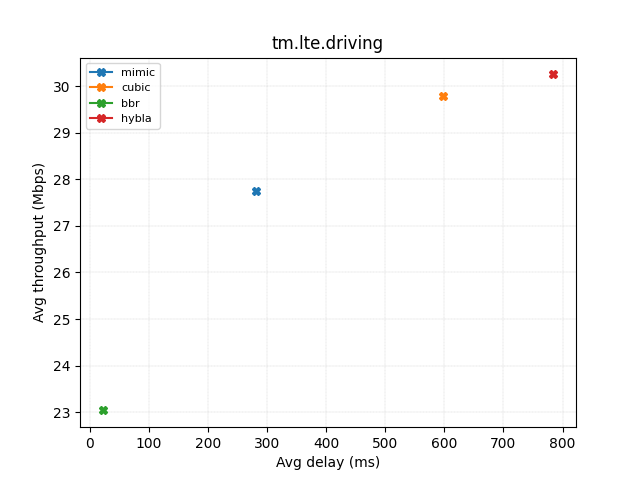 tm.lte.driving
mimic
cubic
bbr
hybla
Avg throughput (Mbps)
30
29
28
27
26
25
24
23
0 100 200 300 400 500 600 700 800
Avg delay (ms)